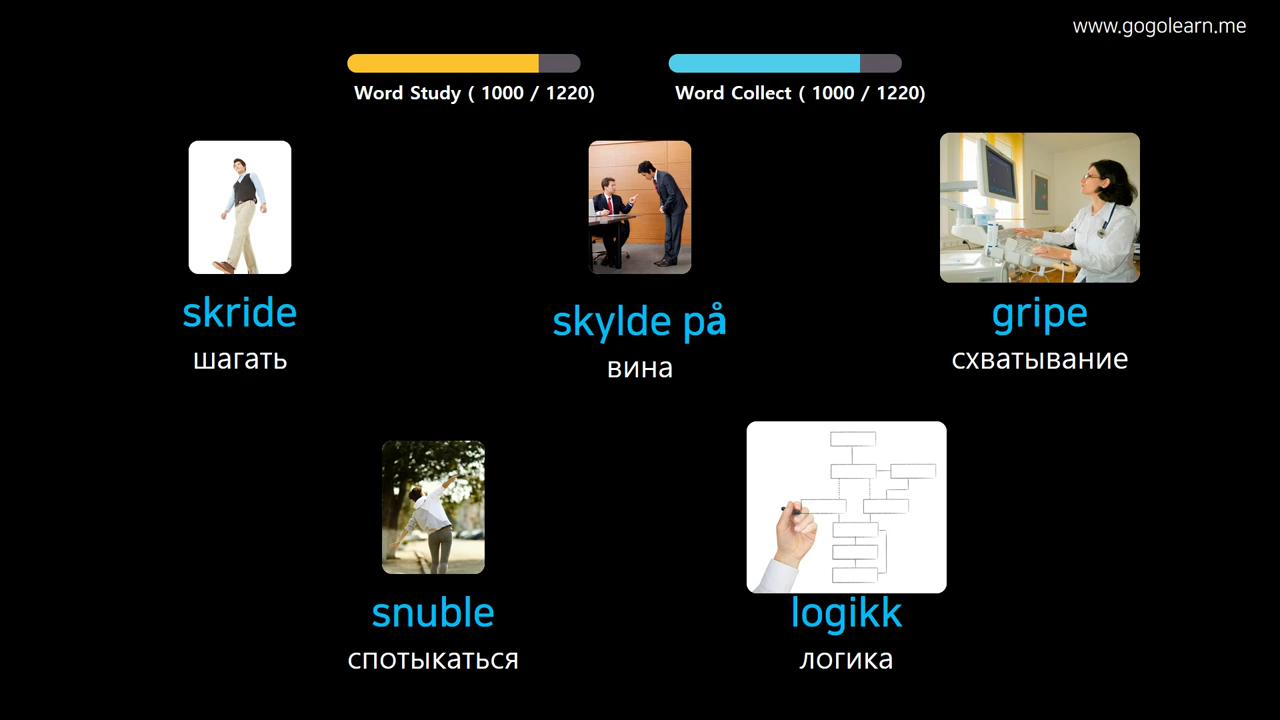 www.gogolearn.me
Word Study ( 1000 / 1220)
Word Collect ( 1000 / 1220)
skride
шагать
skylde på
вина
gripe
схватывание
snuble
спотыкаться
logikk
логика